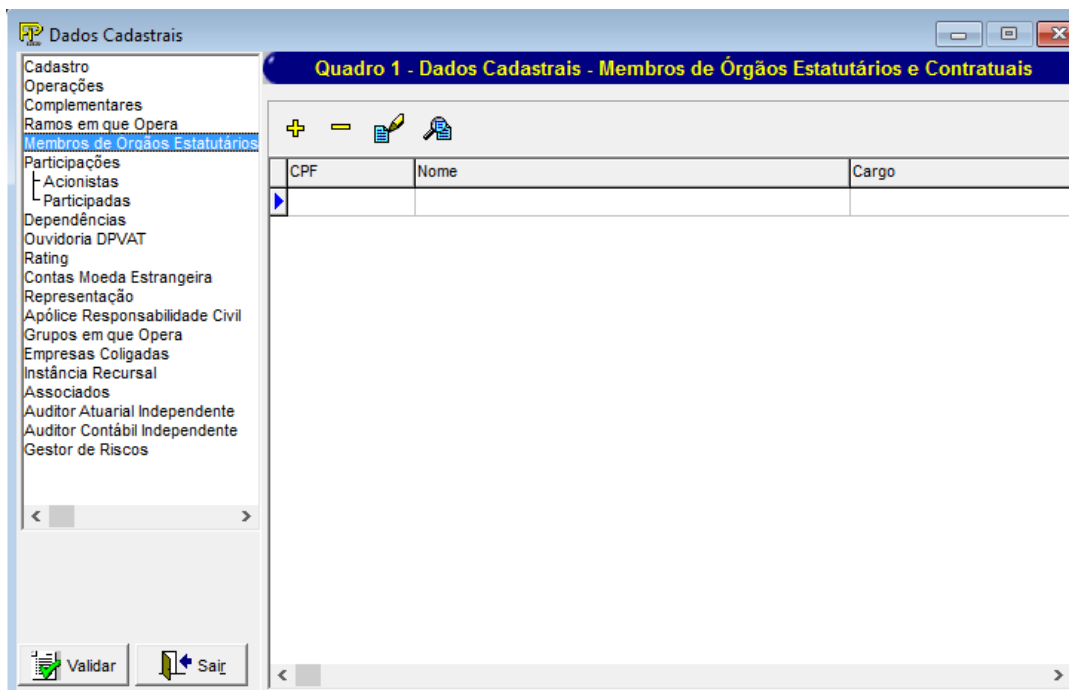 Dados Cadastrais
Cadastro
Operações
Complementares
Ramos em que Opera
Membros de Órgãos Estatutários
Participações
Acionistas
Participadas
Dependências
Ouvidoria DPVAT
Rating
Contas Moeda Estrangeira
Representação
Apólice Responsabilidade Civil
Grupos em que Opera
Empresas Coligadas
Instância Recursal
Associados
Auditor Atuarial Independente
Auditor Contábil Independente
Gestor de Riscos
Validar
Sair
Quadro 1 - Dados Cadastrais - Membros de Órgãos Estatutários e Contratuais
CPF Nome Cargo